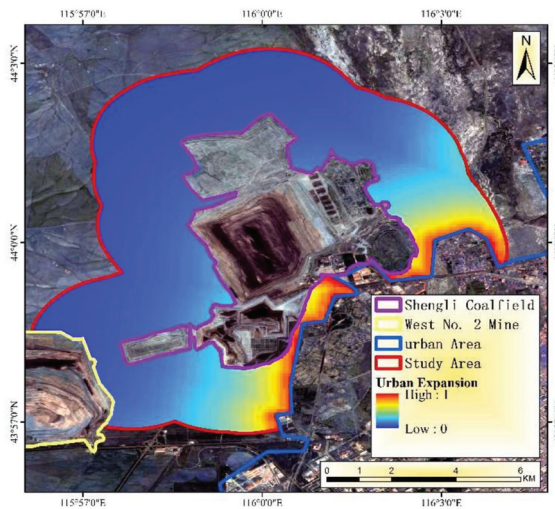 115°57'0"E 116°0'0"E 116°3'0"E
44°3'0"N
44°0'0"N
43°57'0"N
N
Shengli Coalfield
West No. 2 Mine
urban Area
Study Area
Urban Expansion
High : 1
Low : 0
0 1 2 4 6
KM
115°57'0"E 116°0'0"E 116°3'0"E